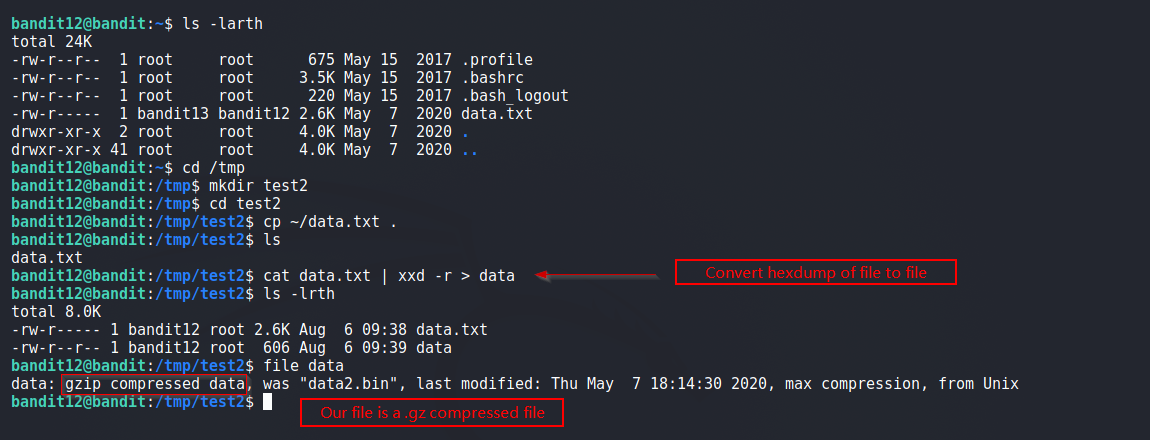 bandit12@bandit:~$ ls -larth
total 24K
-rw-r--r--  1 root     root      675 May 15  2017 .profile
-rw-r--r--  1 root     root     3.5K May 15  2017 .bashrc
-rw-r--r--  1 root     root      220 May 15  2017 .bash_logout
-rw-r-----  1 bandit13 bandit12 2.6K May  7  2020 data.txt
drwxr-xr-x  2 root     root     4.0K May  7  2020 .
drwxr-xr-x 41 root     root     4.0K May  7  2020 ..
bandit12@bandit:~$ cd /tmp
bandit12@bandit:/tmp$ mkdir test2
bandit12@bandit:/tmp$ cd test2
bandit12@bandit:/tmp/test2$ cp ~/data.txt .
bandit12@bandit:/tmp/test2$ ls
data.txt
bandit12@bandit:/tmp/test2$ cat data.txt | xxd -r > data
Convert hexdump of file to file
bandit12@bandit:/tmp/test2$ ls -lrth
total 8.0K
-rw-r----- 1 bandit12 root 2.6K Aug  6 09:38 data.txt
-rw-r--r-- 1 bandit12 root  606 Aug  6 09:39 data
bandit12@bandit:/tmp/test2$ file data
data: gzip compressed data, was "data2.bin", last modified: Thu May  7 18:14:30 2020, max compression, from Unix
bandit12@bandit:/tmp/test2$
Our file is a .gz compressed file